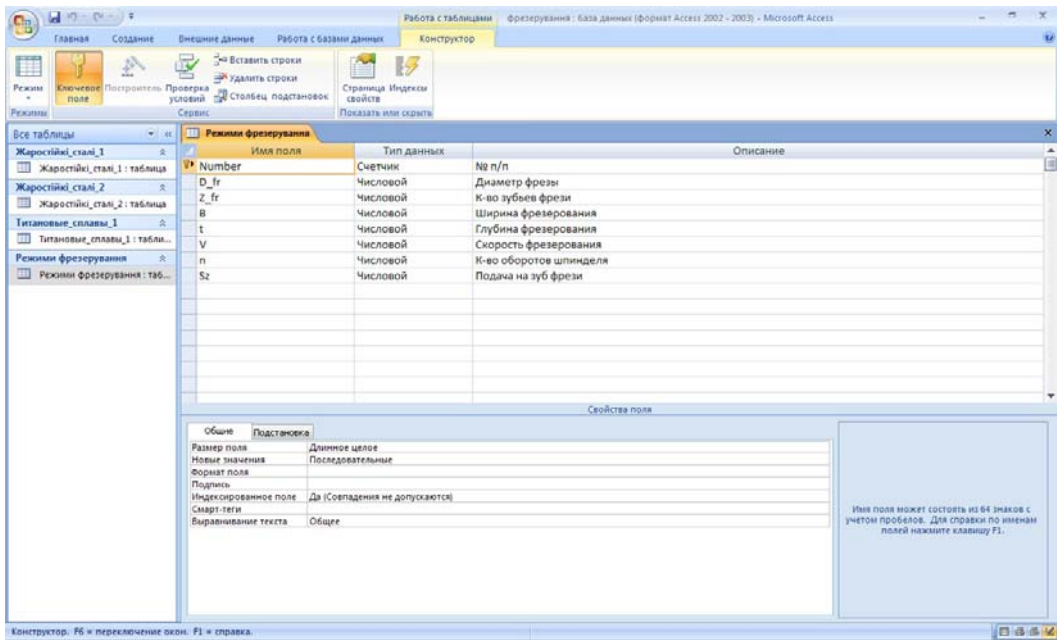 Работа с таблицами
фрезерування : база данных (формат Access 2002 - 2003) - Microsoft Access
Главная Создание Внешние данные Работа с базами данных Конструктор
Режим
Ключевое поле
Построитель
Проверка условий
Вставить строки
Удалить строки
Столбец подстановок
Страница свойств
Индексы
Режимы Сервис Показать или скрыть
Все таблицы
Жаростійкі_сталі_1
Жаростійкі_сталі_1 : таблица
Жаростійкі_сталі_2
Жаростійкі_сталі_2 : таблица
Титановые_сплавы_1
Титановые_сплавы_1 : табли...
Режими фрезерування
Режими фрезерування : таб...
Режими фрезерування
Имя поля Тип данных Описание
Number Счетчик № п/п
D_fr Числовой Диаметр фрезы
Z_fr Числовой К-во зубьев фрези
B Числовой Ширина фрезерования
t Числовой Глубина фрезерования
V Числовой Скорость фрезерования
n Числовой К-во оборотов шпинделя
Sz Числовой Подача на зуб фрези
Свойства поля
Общие Подстановка
Размер поля Длинное целое
Новые значения Последовательные
Формат поля
Подпись
Индексированное поле Да (Совпадения не допускаются)
Смарт-теги
Выравнивание текста Общее
Имя поля может состоять из 64 знаков с
учетом пробелов. Для справки по именам
полей нажмите клавишу F1.
Конструктор. F6 = переключение окон. F1 = справка.